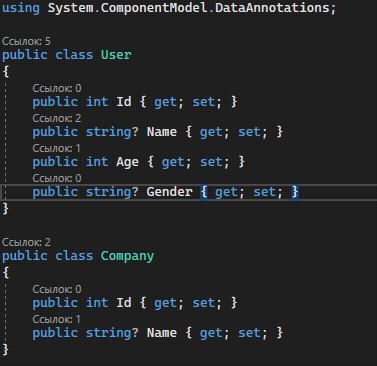 using System.ComponentModel.DataAnnotations;
Ссылок: 5
public class User
{
Ссылок: 0
public int Id { get; set; }
Ссылок: 2
public string? Name { get; set; }
Ссылок: 1
public int Age { get; set; }
Ссылок: 0
public string? Gender { get; set; }
}
Ссылок: 2
public class Company
{
Ссылок: 0
public int Id { get; set; }
Ссылок: 1
public string? Name { get; set; }
}